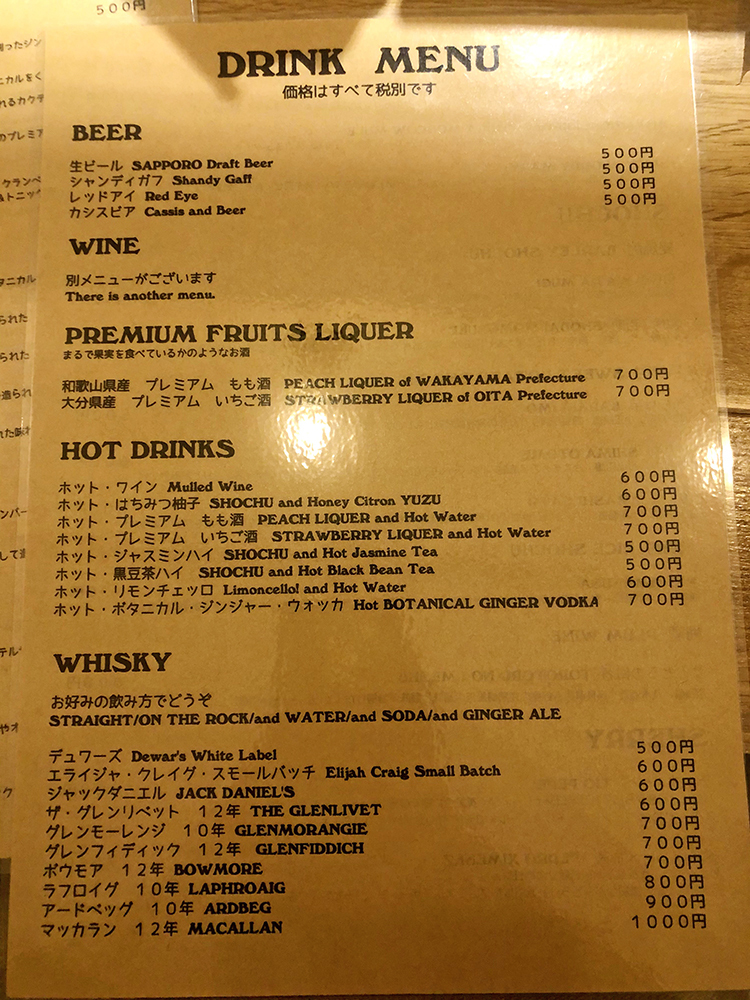 500円
DRINK MENU
価格はすべて税別です
BEER
生ビール SAPPORO Draft Beer 500円
シャンディガフ Shandy Gaff 500円
レッドアイ Red Eye 500円
カシスビア Cassis and Beer 500円
WINE
別メニューがございます
There is another menu.
PREMIUM FRUITS LIQUER
まるで果実を食べているかのようなお酒
和歌山県産 プレミアム もも酒 PEACH LIQUER of WAKAYAMA Prefecture 700円
大分県産 プレミアム いちご酒 STRAWBERRY LIQUER of OITA Prefecture 700円
HOT DRINKS
ホット・ワイン Mulled Wine 600円
ホット・はちみつ柚子 SHOCHU and Honey Citron YUZU 600円
ホット・プレミアム もも酒 PEACH LIQUER and Hot Water 700円
ホット・プレミアム いちご酒 STRAWBERRY LIQUER and Hot Water 700円
ホット・ジャスミンハイ SHOCHU and Hot Jasmine Tea 500円
ホット・黒豆茶ハイ SHOCHU and Hot Black Bean Tea 500円
ホット・リモンチェッロ Limoncello! and Hot Water 600円
ホット・ボタニカル・ジンジャー・ウォッカ Hot BOTANICAL GINGER VODKA 700円
WHISKY
お好みの飲み方でどうぞ
STRAIGHT/ON THE ROCK/and WATER/and SODA/and GINGER ALE
デュワーズ Dewar's White Label 500円
エライジャ・クレイグ・スモールバッチ Elijah Craig Small Batch 600円
ジャックダニエル JACK DANIEL'S 600円
ザ・グレンリベット 12年 THE GLENLIVET 600円
グレンモーレンジ 10年 GLENMORANGIE 700円
グレンフィディック 12年 GLENFIDDICH 700円
ボウモア 12年 BOWMORE 700円
ラフロイグ 10年 LAPHROAIG 800円
アードベッグ 10年 ARDBEG 900円
マッカラン 12年 MACALLAN 1000円